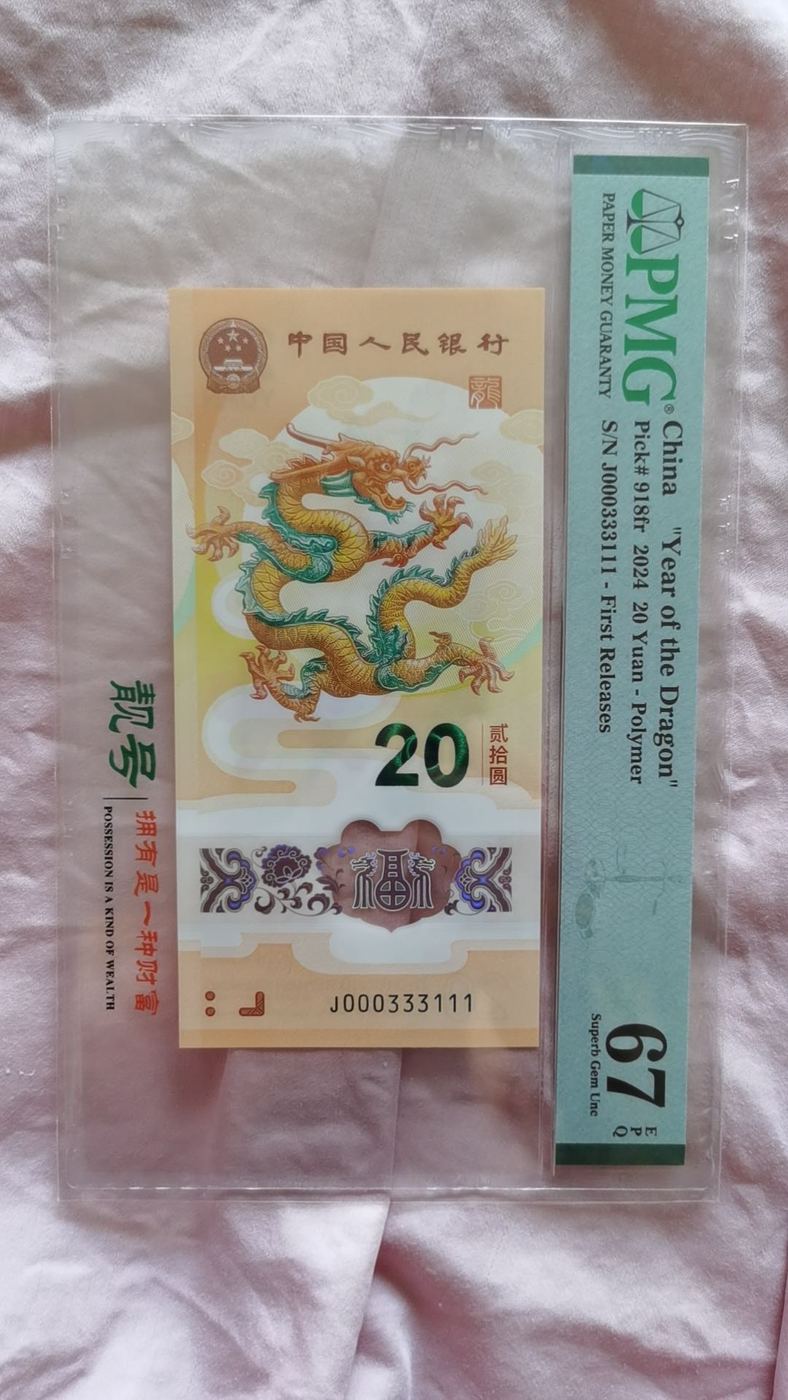 PMG®
PAPER MONEY GUARANTY
China "Year of the Dragon"
Pick# 918fr 2024 20 Yuan - Polymer
S/N J000333111 - First Releases
67
EPQ
Superb Gem Unc
中国人民银行
龍
20
贰拾圆
福
J000333111
靓号
拥有是一种财富
POSSESSION IS A KIND OF WEALTH